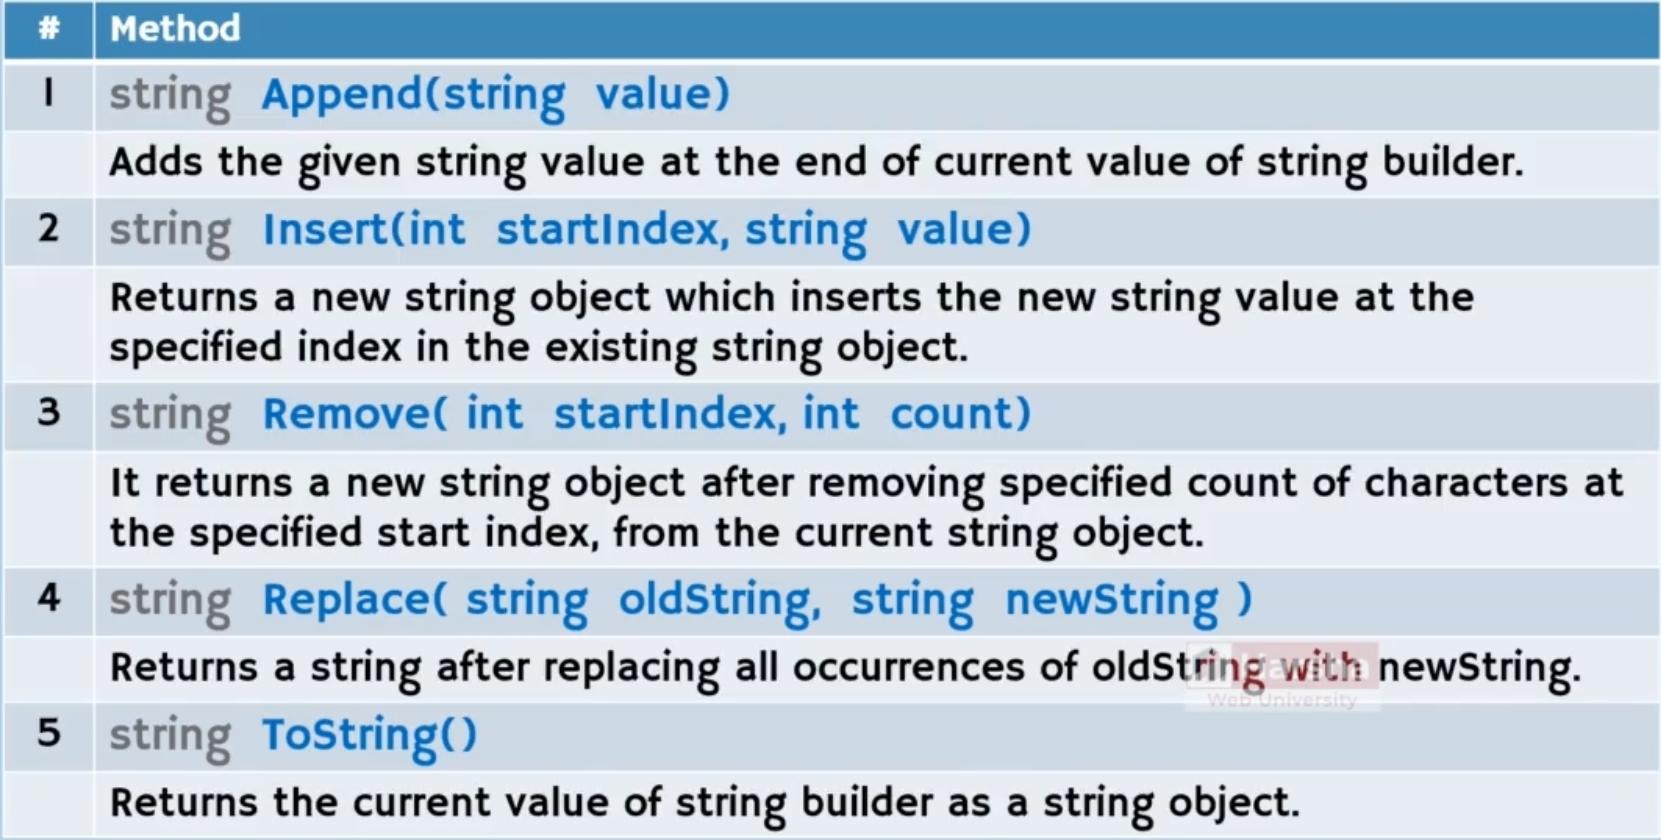 # Method
1 string Append(string value)
Adds the given string value at the end of current value of string builder.
2 string Insert(int startIndex, string value)
Returns a new string object which inserts the new string value at the
specified index in the existing string object.
3 string Remove( int startIndex, int count)
It returns a new string object after removing specified count of characters at
the specified start index, from the current string object.
4 string Replace( string oldString, string newString )
Returns a string after replacing all occurrences of oldString with newString.
Web University
5 string ToString()
Returns the current value of string builder as a string object.